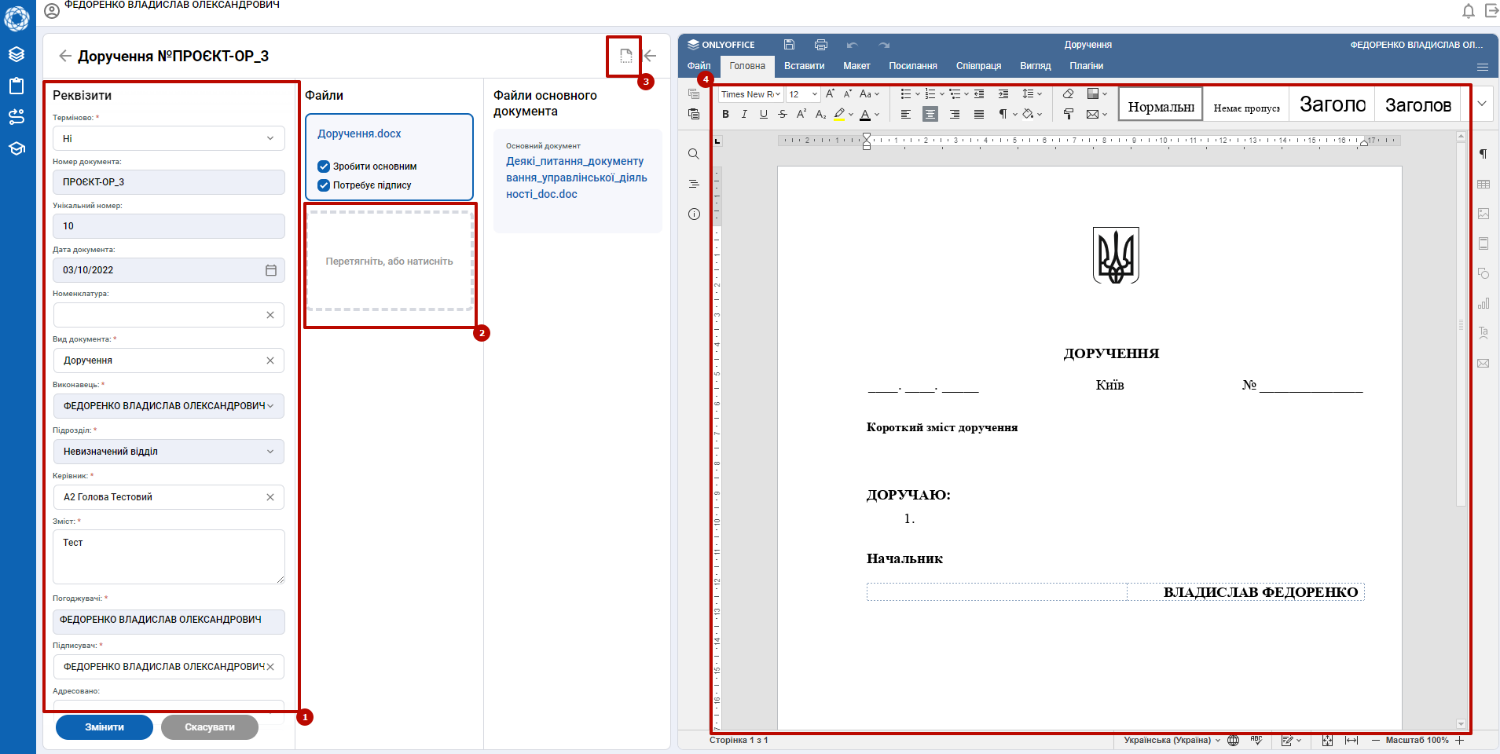 ФЕДОРЕНКО ВЛАДИСЛАВ ОЛЕКСАНДРОВИЧ
Доручення №ПРОЄКТ-ОР_3
3
Реквізити
Терміново: *
Ні
Номер документа:
ПРОЄКТ-ОР_3
Унікальний номер:
10
Дата документа:
03/10/2022
Номенклатура:
Вид документа: *
Доручення
Виконавець: *
ФЕДОРЕНКО ВЛАДИСЛАВ ОЛЕКСАНДРОВИЧ
Підрозділ: *
Невизначений відділ
Керівник: *
А2 Голова Тестовий
Зміст: *
Тест
Погоджувачі: *
ФЕДОРЕНКО ВЛАДИСЛАВ ОЛЕКСАНДРОВИЧ
Підписувач: *
ФЕДОРЕНКО ВЛАДИСЛАВ ОЛЕКСАНДРОВИЧ
Адресовано:
1
Змінити
Скасувати
Файли
Доручення.docx
Зробити основним
Потребує підпису
Перетягніть, або натисніть
2
Файли основного
документа
Основний документ
Деякі_питання_документу
вання_управлінської_діяль
ності_doc.doc
ONLYOFFICE
Доручення
ФЕДОРЕНКО ВЛАДИСЛАВ ОЛ...
Файл Головна Вставити Макет Посилання Співпраця Вигляд Плагіни
4
Times New R 12
Нормальні Немає пропуск Заголо Заголов
ДОРУЧЕННЯ
____. ____. _____ Київ № ______________
Короткий зміст доручення
ДОРУЧАЮ:
1.
Начальник
ВЛАДИСЛАВ ФЕДОРЕНКО
Сторінка 1 з 1
Українська (Україна)
Масштаб 100%